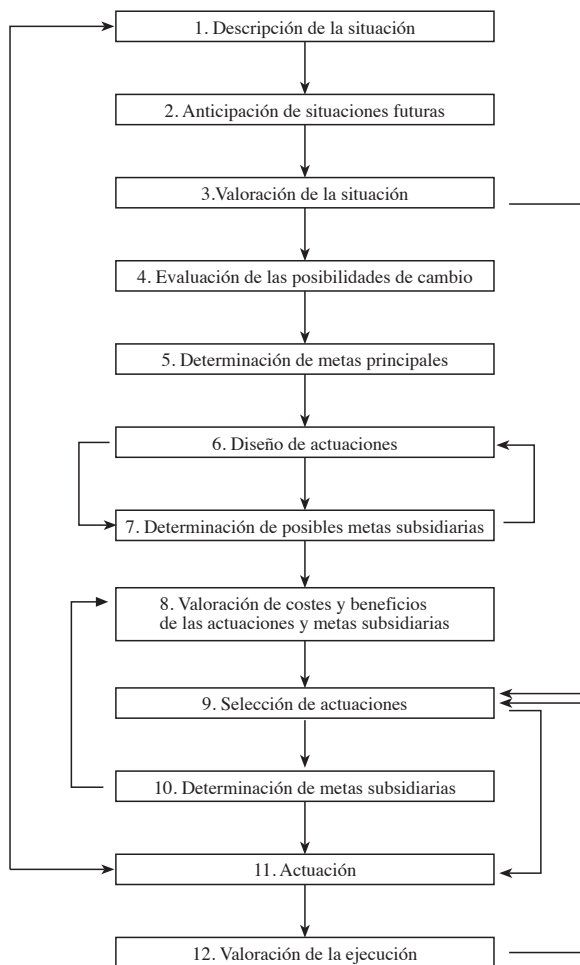 1. Descripción de la situación
2. Anticipación de situaciones futuras
3.Valoración de la situación
4. Evaluación de las posibilidades de cambio
5. Determinación de metas principales
6. Diseño de actuaciones
7. Determinación de posibles metas subsidiarias
8. Valoración de costes y beneficios
de las actuaciones y metas subsidiarias
9. Selección de actuaciones
10. Determinación de metas subsidiarias
11. Actuación
12. Valoración de la ejecución